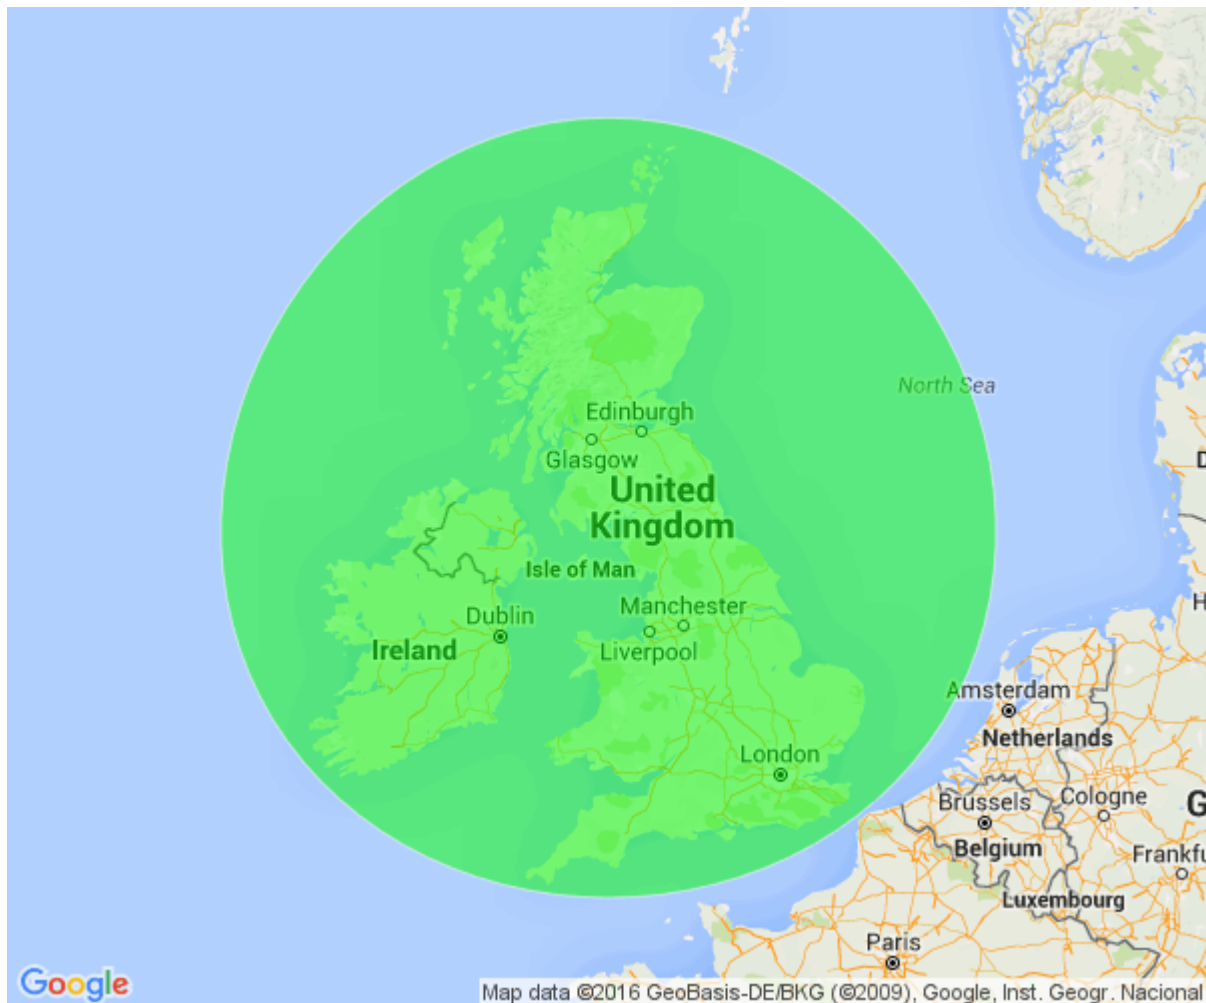 North Sea
Edinburgh
Glasgow
United
Kingdom
D
Isle of Man
H
Manchester
Dublin
Liverpool
Ireland
Amsterdam
Netherlands
London
Brussels
Cologne
G
Belgium
Frankfu
Luxembourg
Paris
Google
Map data ©2016 GeoBasis-DE/BKG (©2009), Google, Inst. Geogr. Nacional